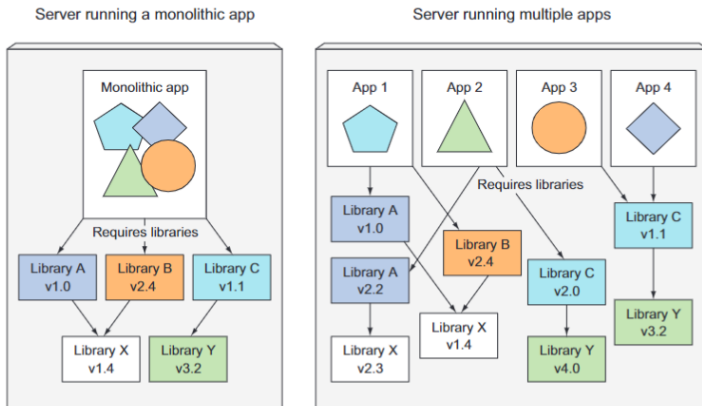 Server running a monolithic app
Server running multiple apps
Monolithic app
Requires libraries
Library A
v1.0
Library B
v2.4
Library C
v1.1
Library X
v1.4
Library Y
v3.2
App 1
App 2
App 3
App 4
Requires libraries
Library A
v1.0
Library B
v2.4
Library C
v1.1
Library A
v2.2
Library C
v2.0
Library X
v2.3
Library X
v1.4
Library Y
v4.0
Library Y
v3.2